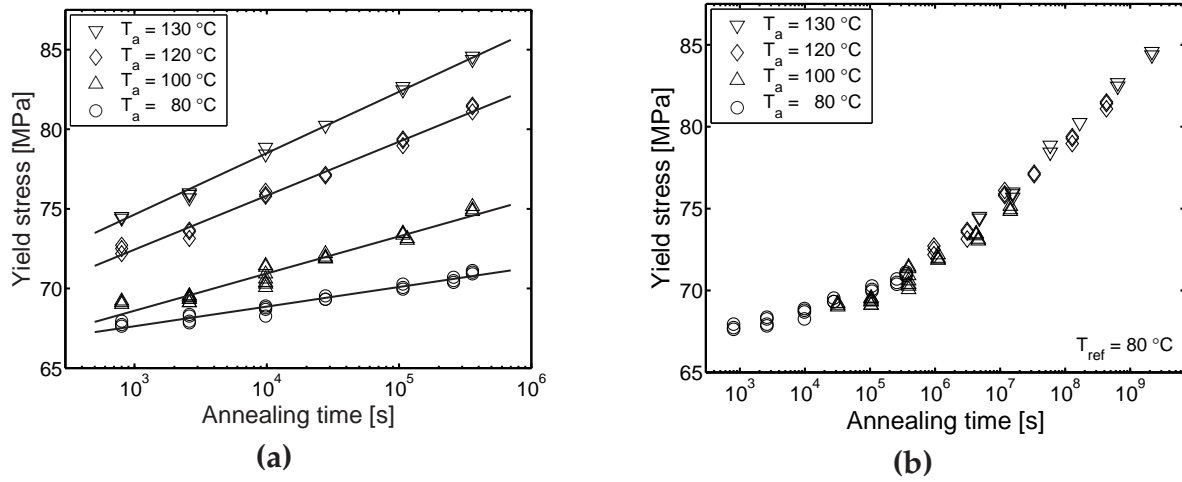 T_a = 130 °C
T_a = 120 °C
T_a = 100 °C
T_a = 80 °C
85
80
75
70
65
Yield stress [MPa]
10^3
10^4
10^5
10^6
Annealing time [s]
(a)
T_a = 130 °C
T_a = 120 °C
T_a = 100 °C
T_a = 80 °C
85
80
75
70
65
Yield stress [MPa]
T_ref = 80 °C
10^3
10^4
10^5
10^6
10^7
10^8
10^9
Annealing time [s]
(b)